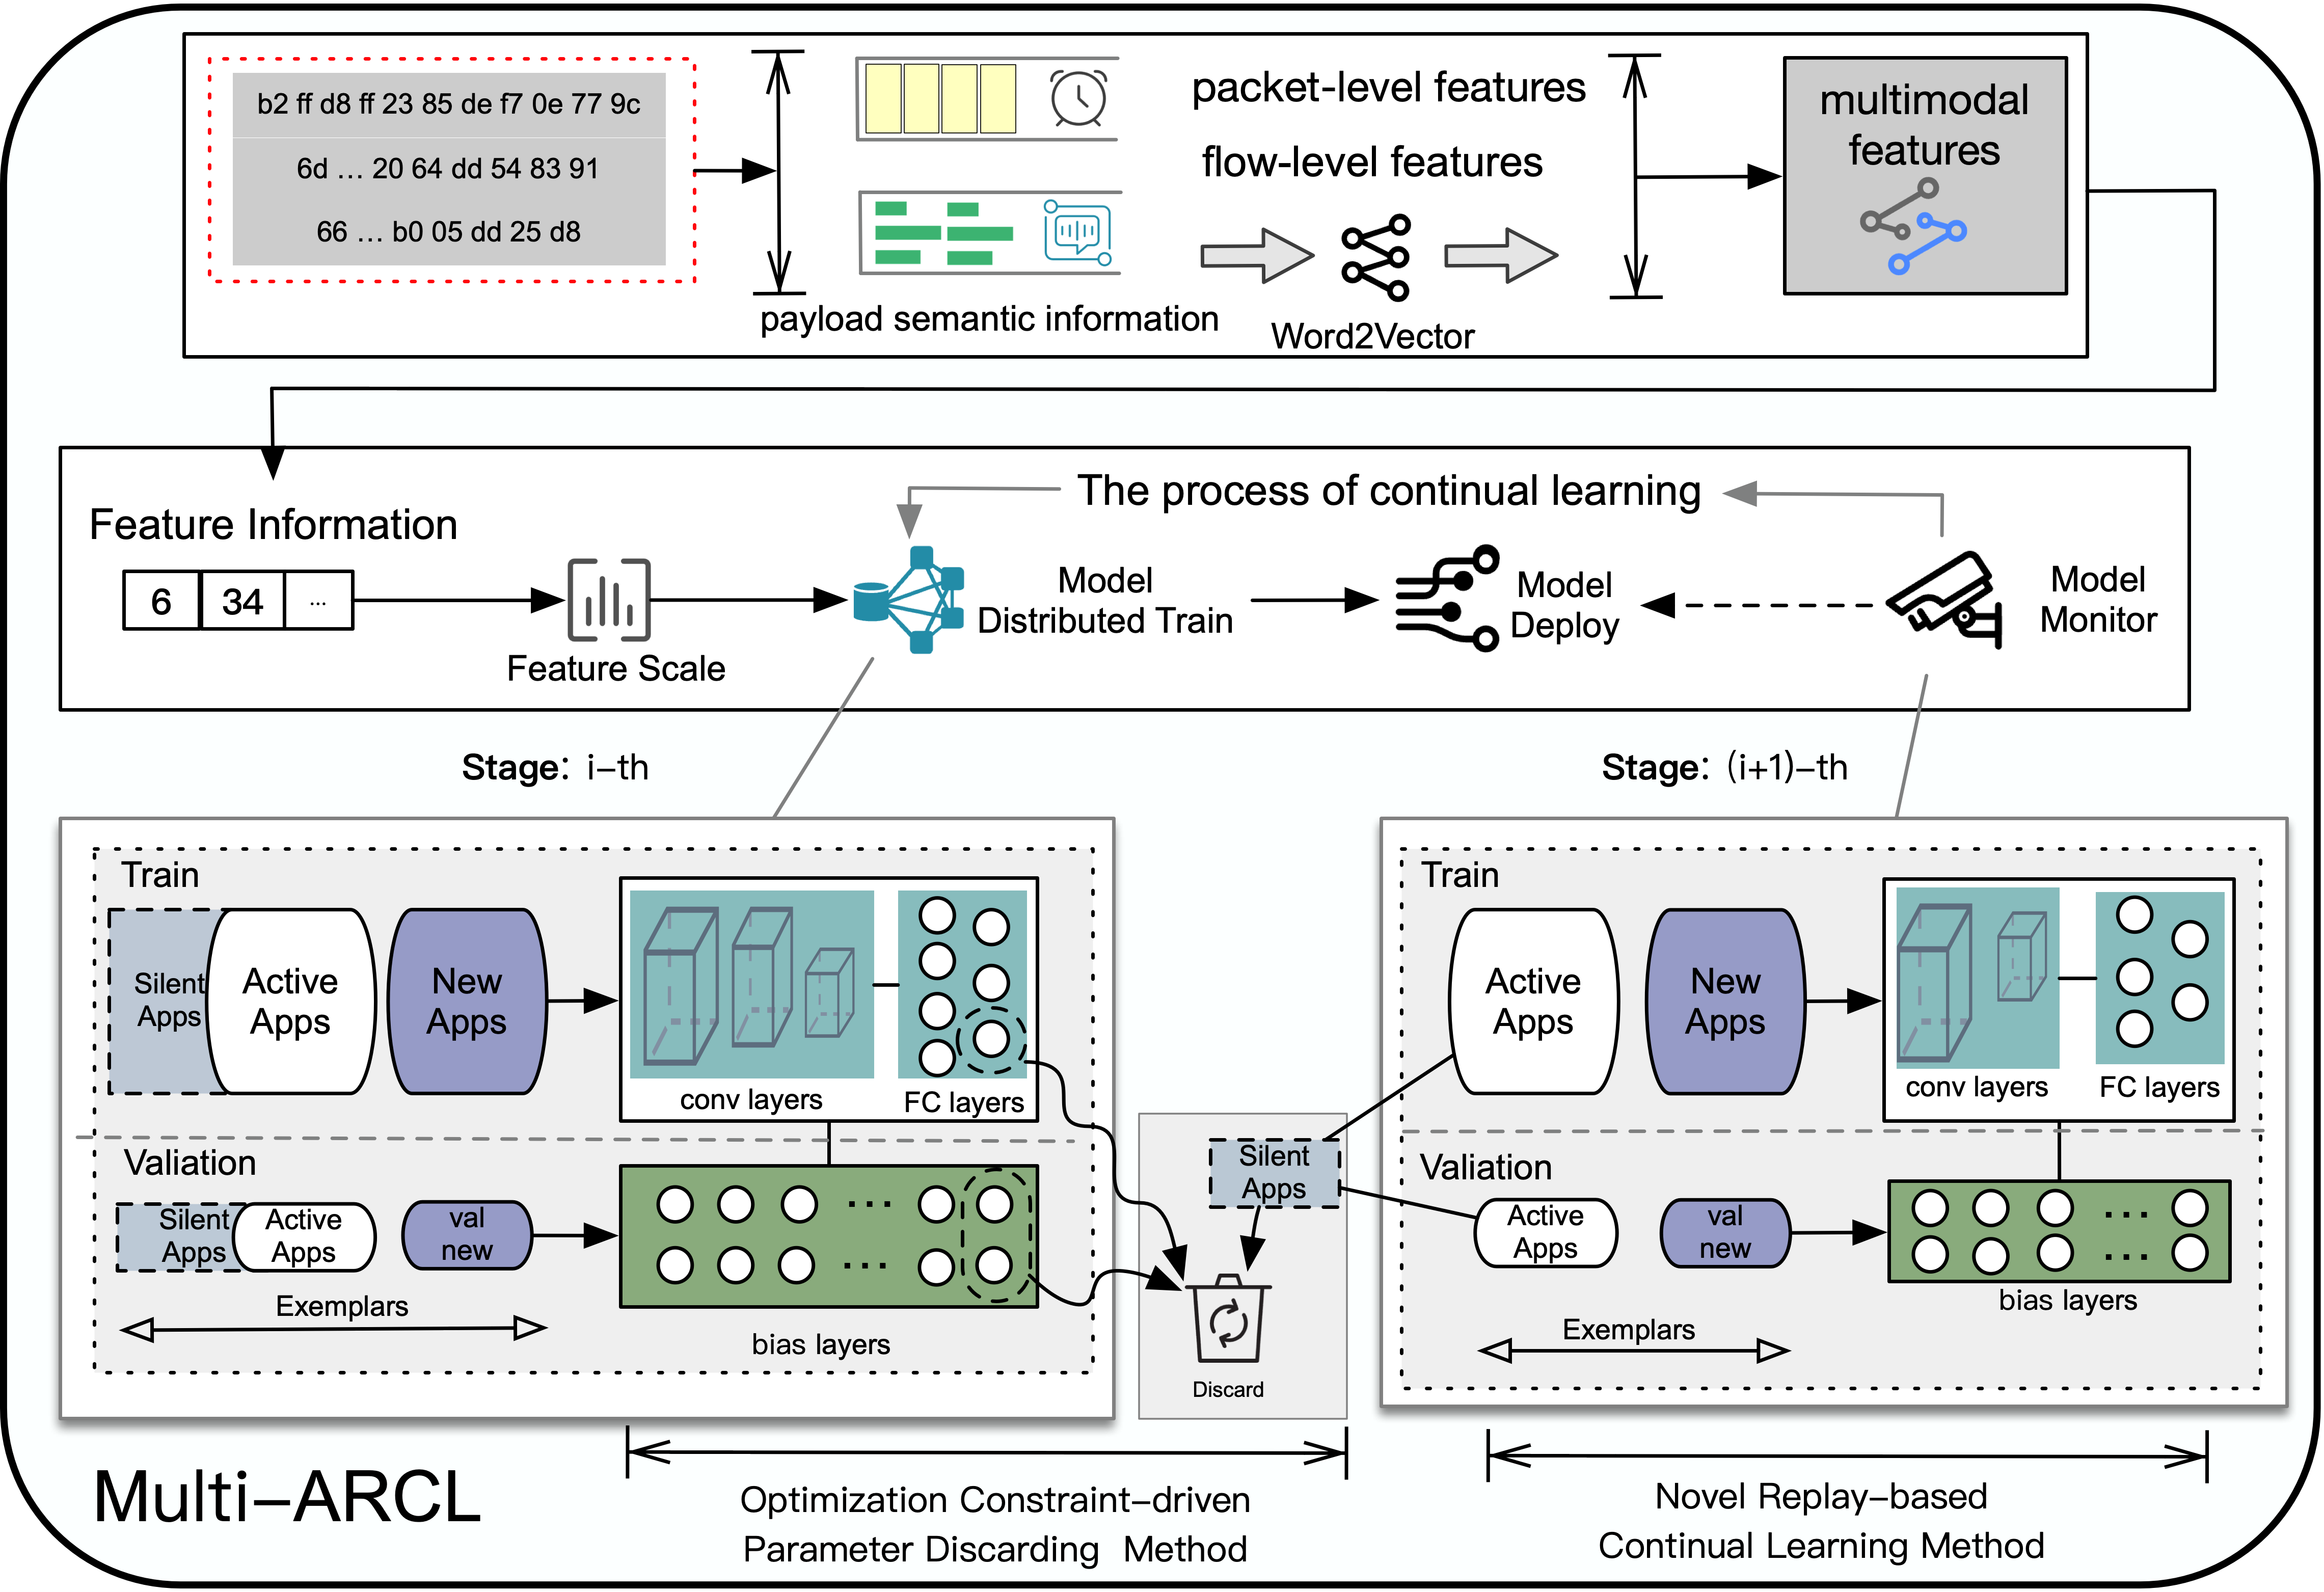 b2 ff d8 ff 23 85 de f7 0e 77 9c
6d ... 20 64 dd 54 83 91
66 ... b0 05 dd 25 d8
packet-level features
flow-level features
payload semantic information
Word2Vector
multimodal
features
The process of continual learning
Feature Information
6 34 ...
Feature Scale
Model
Distributed Train
Model
Deploy
Model
Monitor
Stage: i-th
Stage: (i+1)-th
Train
Silent
Apps
Active
Apps
New
Apps
conv layers
FC layers
Valiation
Silent
Apps
Active
Apps
val
new
...
...
Exemplars
bias layers
Silent
Apps
Discard
Train
Active
Apps
New
Apps
conv layers
FC layers
Valiation
Active
Apps
val
new
...
...
bias layers
Exemplars
Multi-ARCL
Optimization Constraint-driven
Parameter Discarding Method
Novel Replay-based
Continual Learning Method